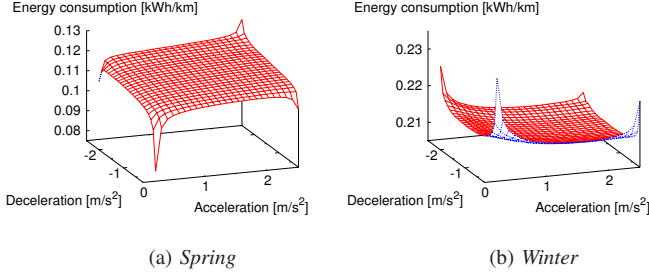 Energy consumption [kWh/km]
0.13
0.12
0.11
0.1
0.09
0.08
-2
-1
0
1
2
Deceleration [m/s²]
Acceleration [m/s²]
(a) Spring
Energy consumption [kWh/km]
0.23
0.22
0.21
-2
-1
0
1
2
Deceleration [m/s²]
Acceleration [m/s²]
(b) Winter